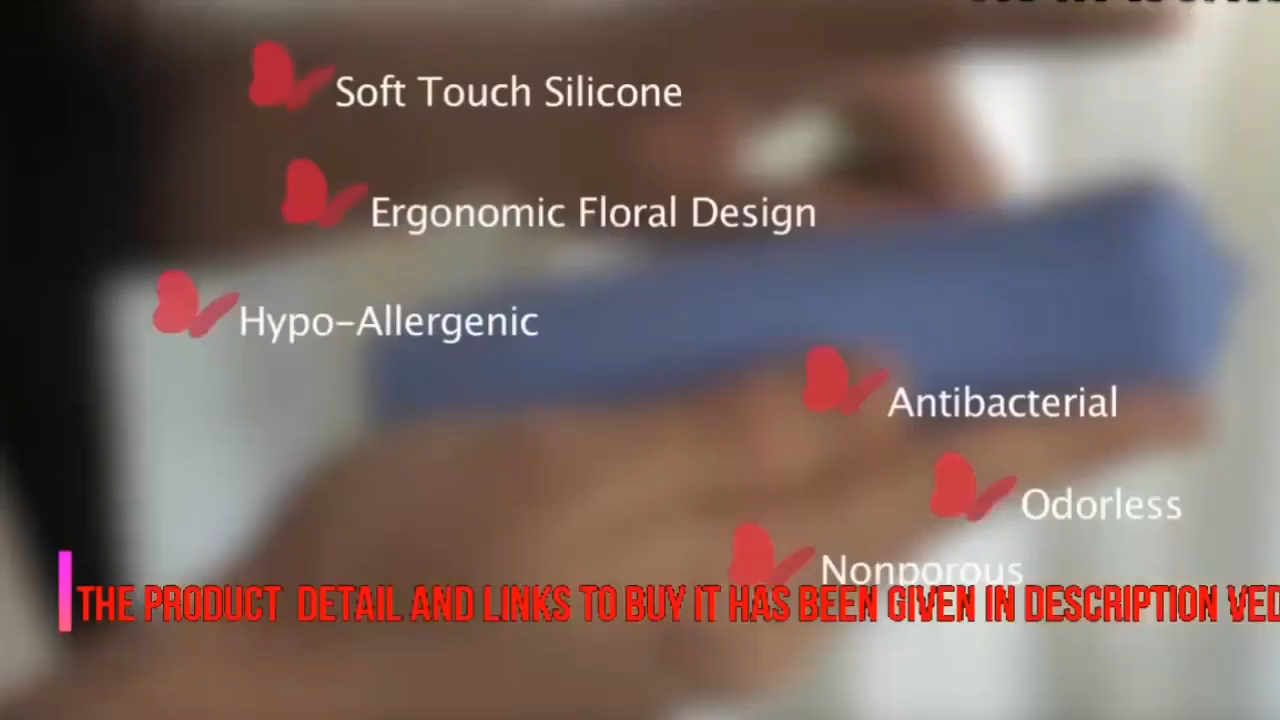 Soft Touch Silicone
Ergonomic Floral Design
Hypo-Allergenic
Antibacterial
Odorless
Nonporous
THE PRODUCT DETAIL AND LINKS TO BUY IT HAS BEEN GIVEN IN DESCRIPTION